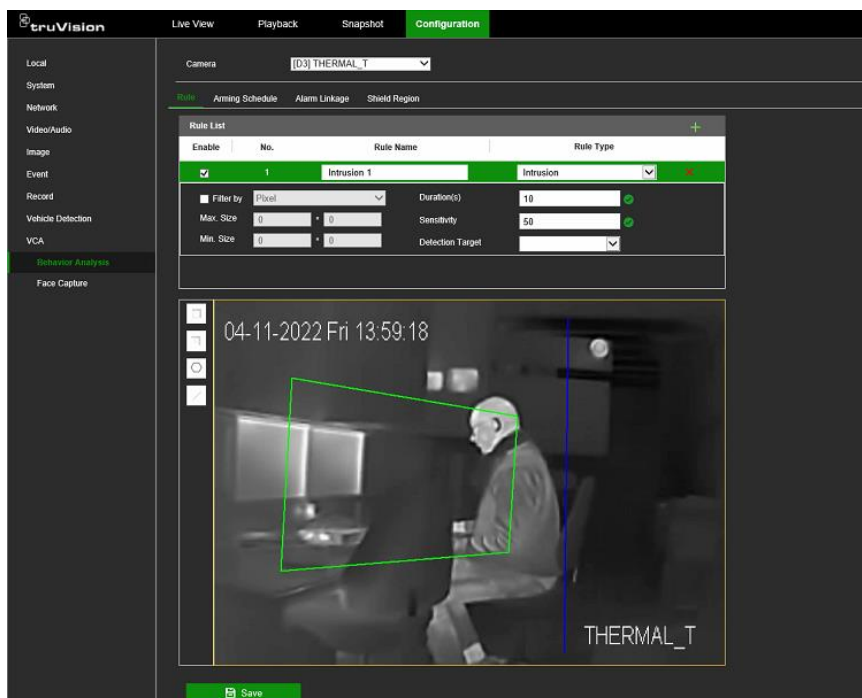 truVision
Live View Playback Snapshot Configuration
Local
System
Network
Video/Audio
Image
Event
Record
Vehicle Detection
VCA
Behavior Analysis
Face Capture
Camera [D3] THERMAL_T
Rule Arming Schedule Alarm Linkage Shield Region
Rule List +
Enable No. Rule Name Rule Type
1 Intrusion 1 Intrusion
Filter by Pixel Duration(s) 10
Max. Size 0 * 0 Sensitivity 50
Min. Size 0 * 0 Detection Target
04-11-2022 Fri 13:59:18
THERMAL_T
Save